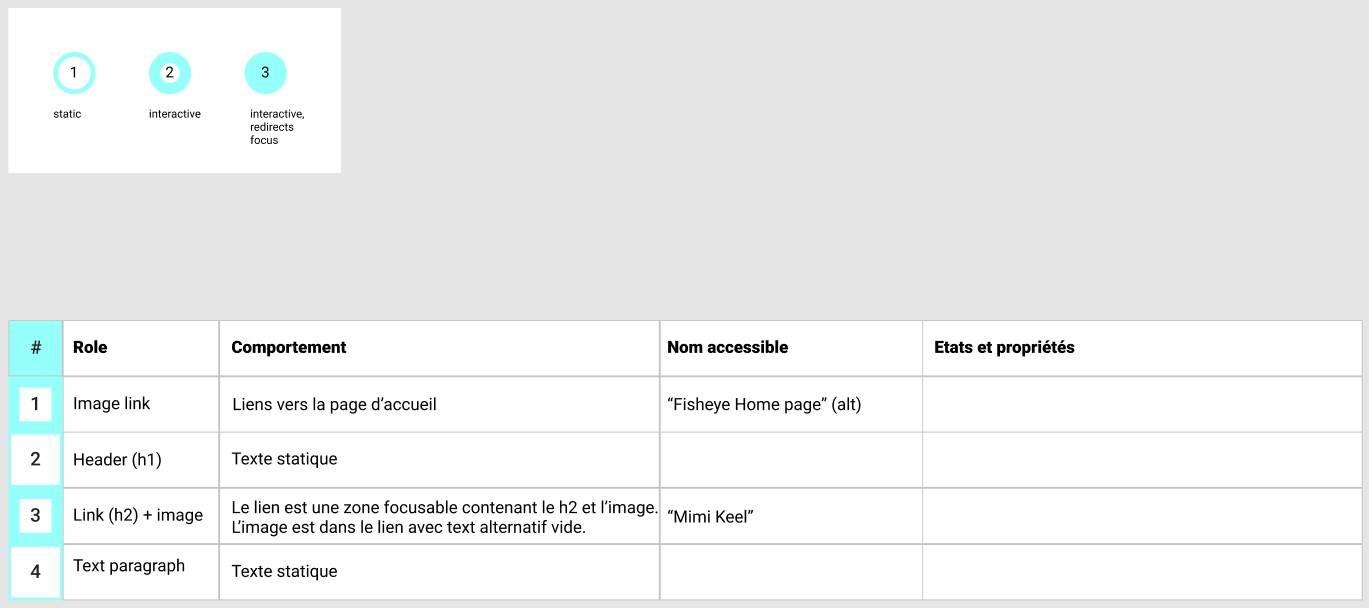 1 2 3
static interactive interactive,
redirects
focus
# Role Comportement Nom accessible Etats et propriétés
1 Image link Liens vers la page d’accueil “Fisheye Home page” (alt)
2 Header (h1) Texte statique
3 Link (h2) + image Le lien est une zone focusable contenant le h2 et l’image. “Mimi Keel”
L’image est dans le lien avec text alternatif vide.
4 Text paragraph Texte statique